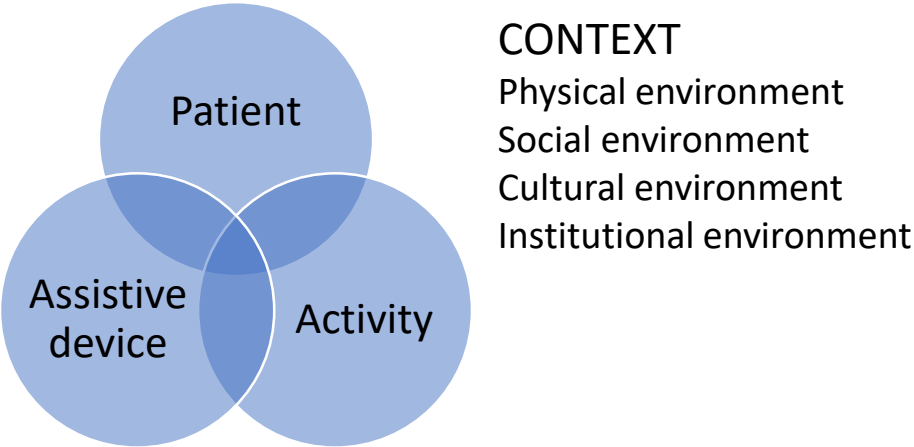 Patient
Assistive
device
Activity
CONTEXT
Physical environment
Social environment
Cultural environment
Institutional environment